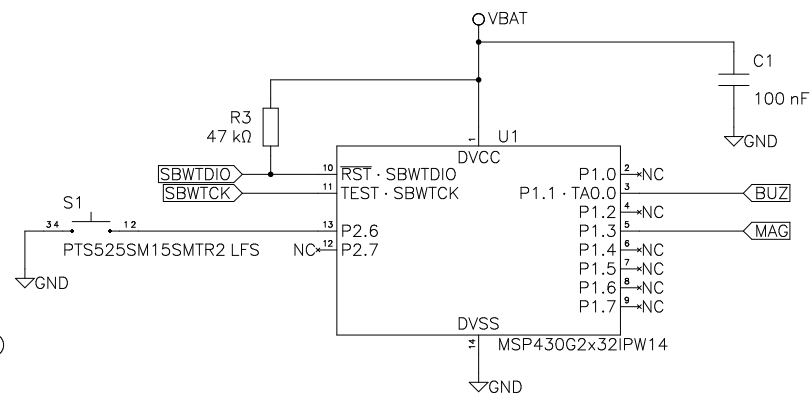 VBAT
C1
100 nF
GND
R3
47 kΩ
1
U1
DVCC
SBWTDIO
10
RST · SBWTDIO
P1.0
2
NC
SBWTCK
11
TEST · SBWTCK
P1.1 · TA0.0
3
BUZ
P1.2
4
NC
S1
3 4
1 2
13
P2.6
P1.3
5
MAG
PTS525SM15SMTR2 LFS
NC
12
P2.7
P1.4
6
NC
P1.5
7
NC
GND
P1.6
8
NC
P1.7
9
NC
DVSS
14
MSP430G2x32IPW14
GND